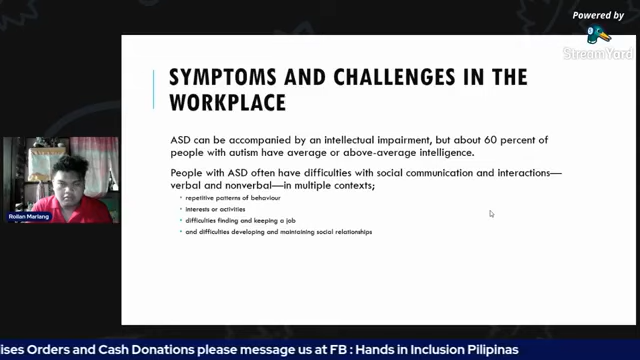 Powered by
StreamYard
SYMPTOMS AND CHALLENGES IN THE
WORKPLACE
ASD can be accompanied by an intellectual impairment, but about 60 percent of
people with autism have average or above-average intelligence.
People with ASD often have difficulties with social communication and interactions—
verbal and nonverbal—in multiple contexts;
• repetitive patterns of behaviour
• interests or activities
• difficulties finding and keeping a job
• and difficulties developing and maintaining social relationships
Rollan Marlang
ises Orders and Cash Donations please message us at FB : Hands in Inclusion Pilipinas